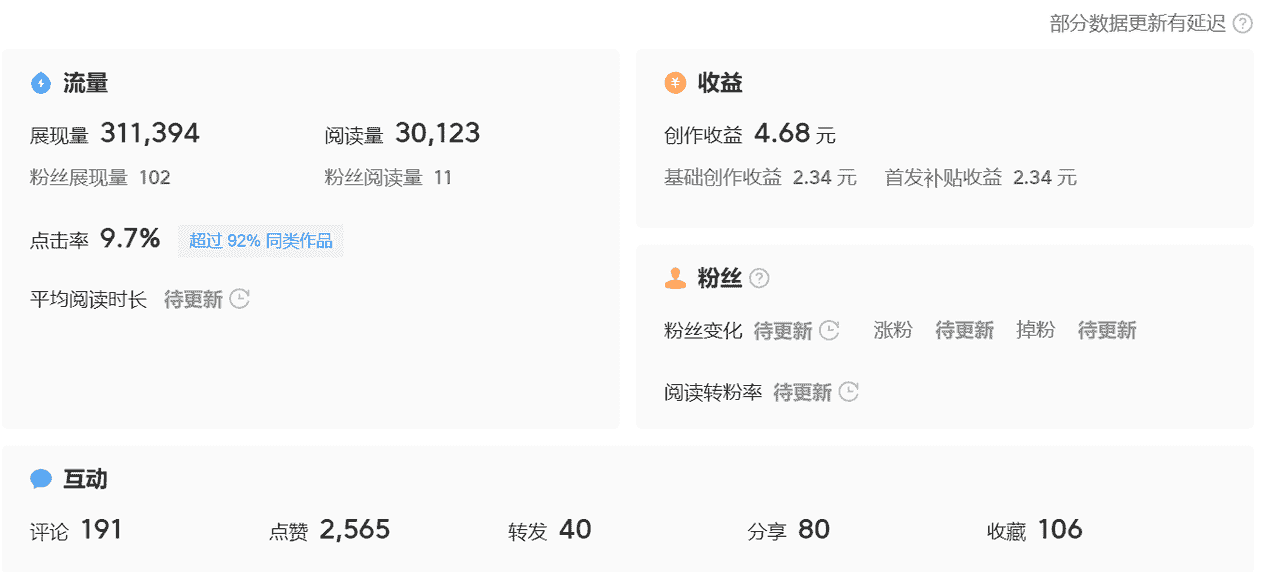 部分数据更新有延迟
流量
展现量 311,394 阅读量 30,123
粉丝展现量 102 粉丝阅读量 11
点击率 9.7% 超过 92% 同类作品
平均阅读时长 待更新
收益
创作收益 4.68 元
基础创作收益 2.34 元 首发补贴收益 2.34 元
粉丝
粉丝变化 待更新 涨粉 待更新 掉粉 待更新
阅读转粉率 待更新
互动
评论 191 点赞 2,565 转发 40 分享 80 收藏 106